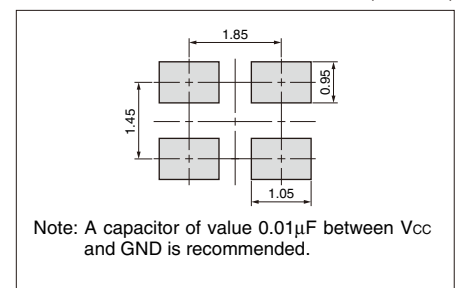 1.85
0.95
1.45
1.05
Note: A capacitor of value 0.01µF between Vcc
and GND is recommended.